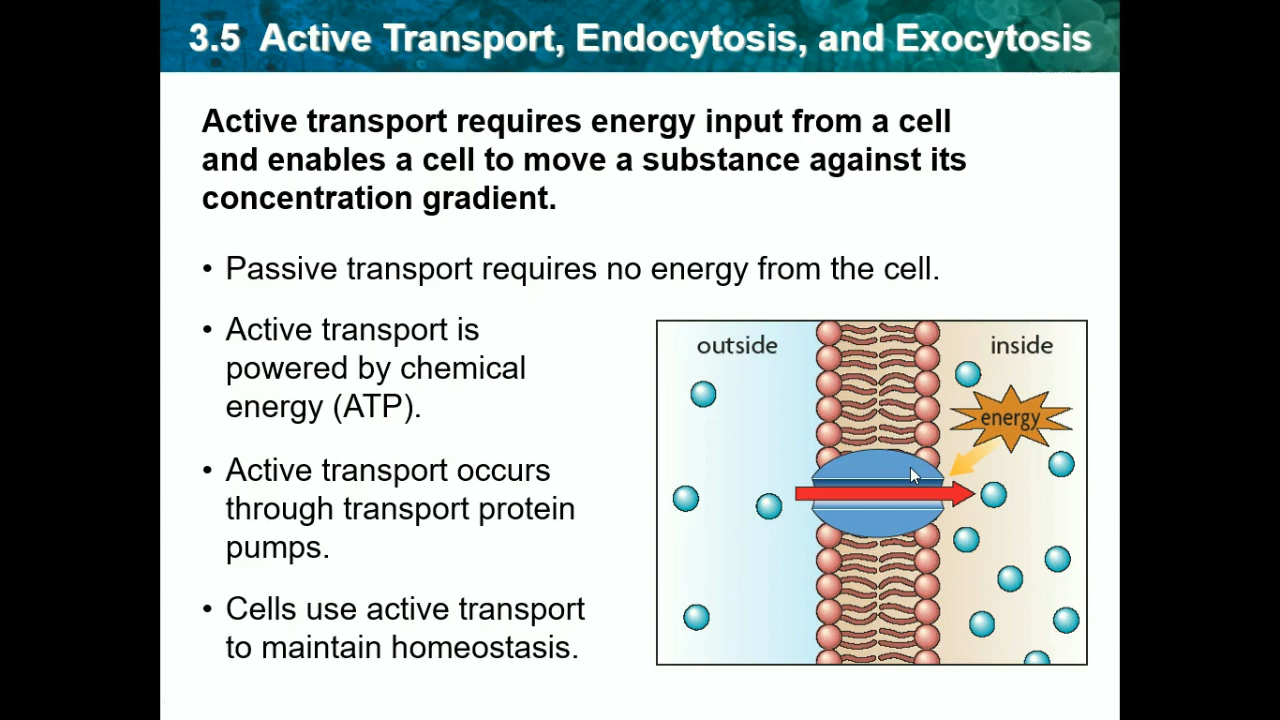 3.5 Active Transport, Endocytosis, and Exocytosis
Active transport requires energy input from a cell
and enables a cell to move a substance against its
concentration gradient.
• Passive transport requires no energy from the cell.
• Active transport is
powered by chemical
energy (ATP).
• Active transport occurs
through transport protein
pumps.
• Cells use active transport
to maintain homeostasis.
outside
inside
energy